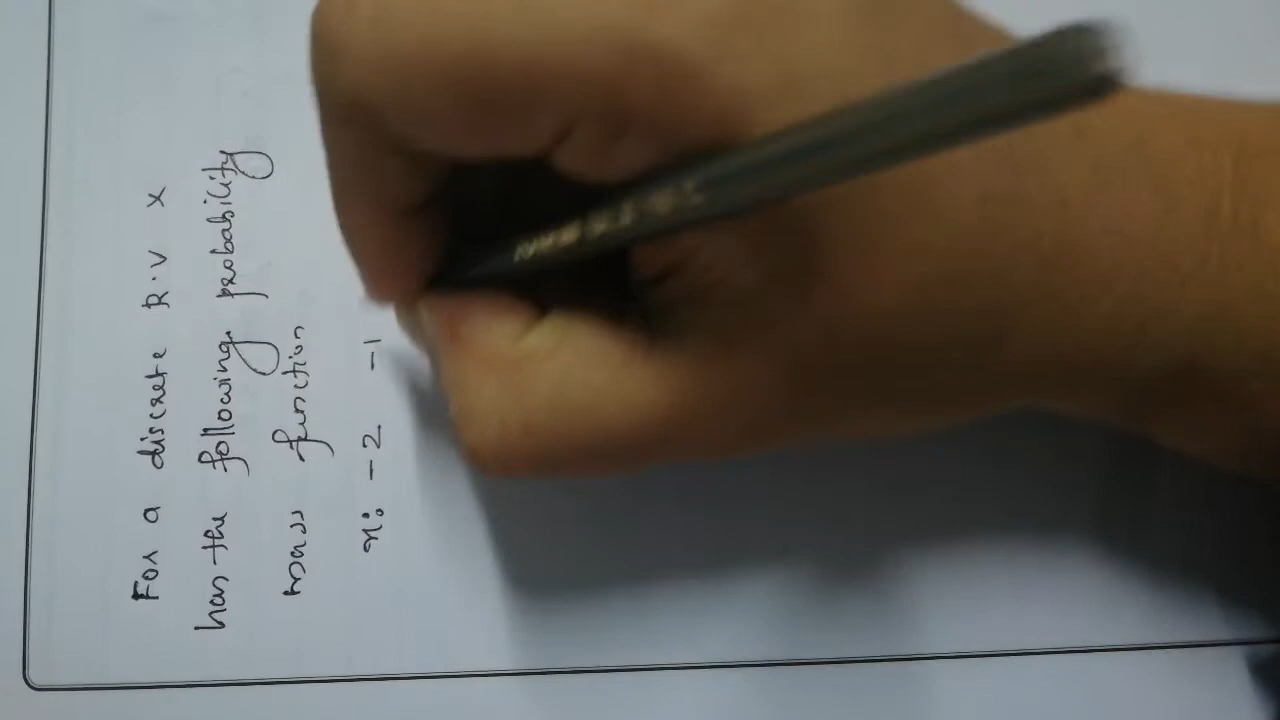 For a discrete R.V X
has the following probability
mass function
x: -2 -1